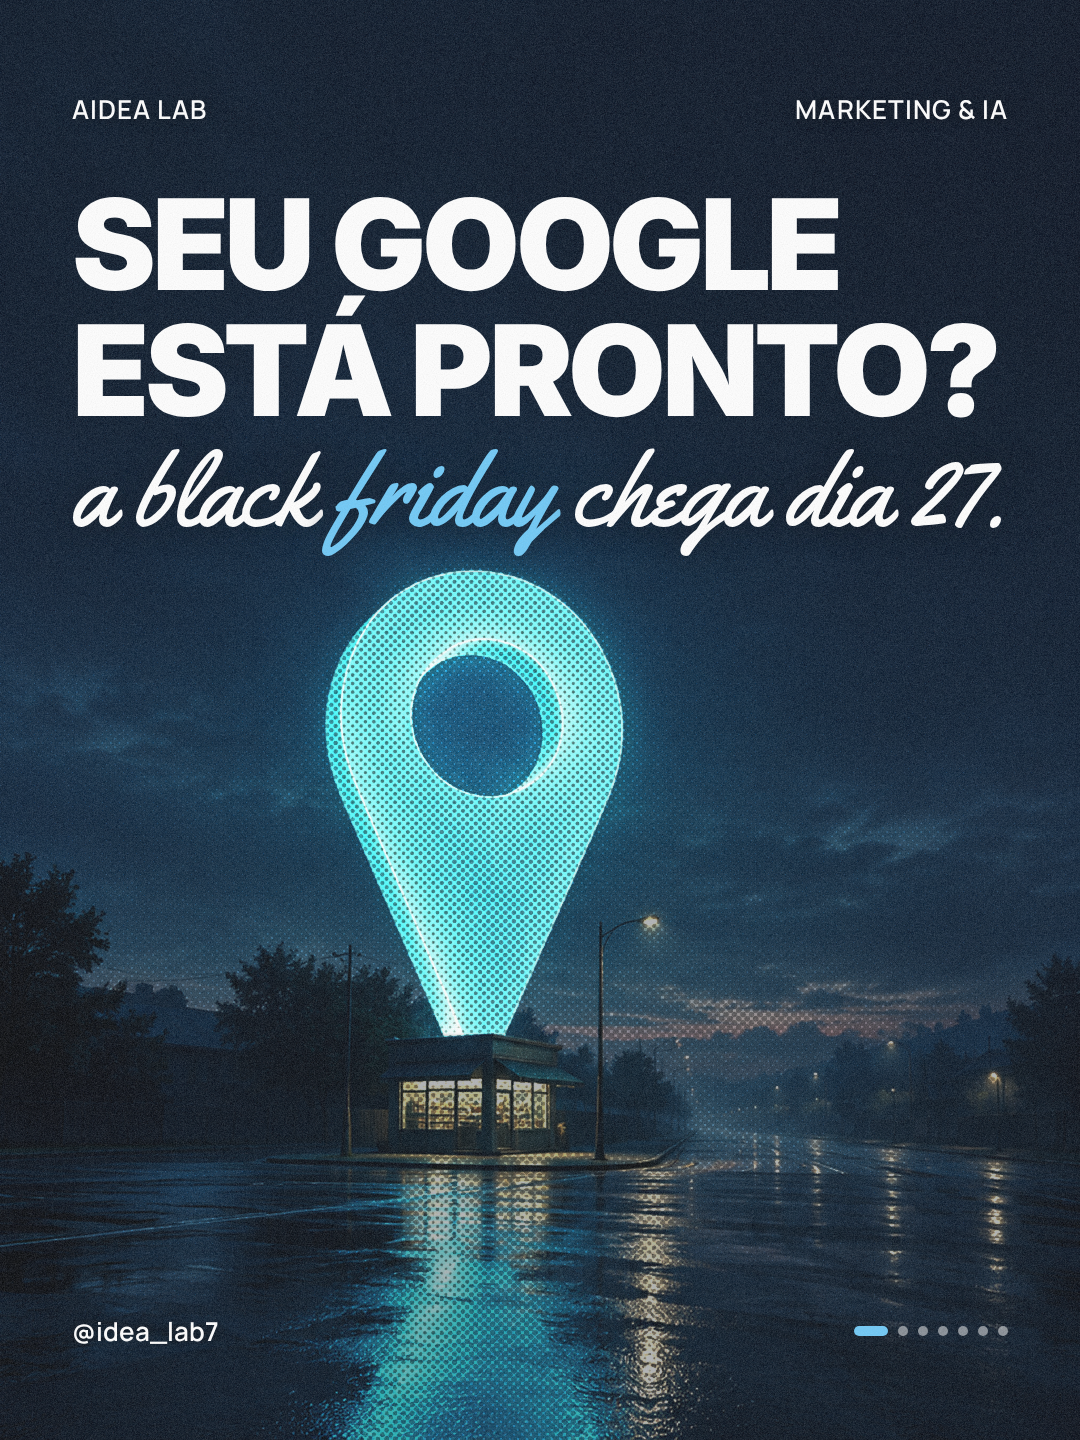 AIDEA LAB
MARKETING & IA
SEU GOOGLE
ESTÁ PRONTO?
a black friday chega dia 27.
@idea_lab7